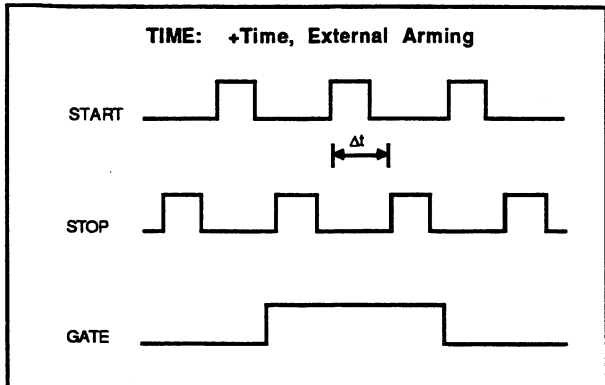 TIME: +Time, External Arming
START
Δt
STOP
GATE